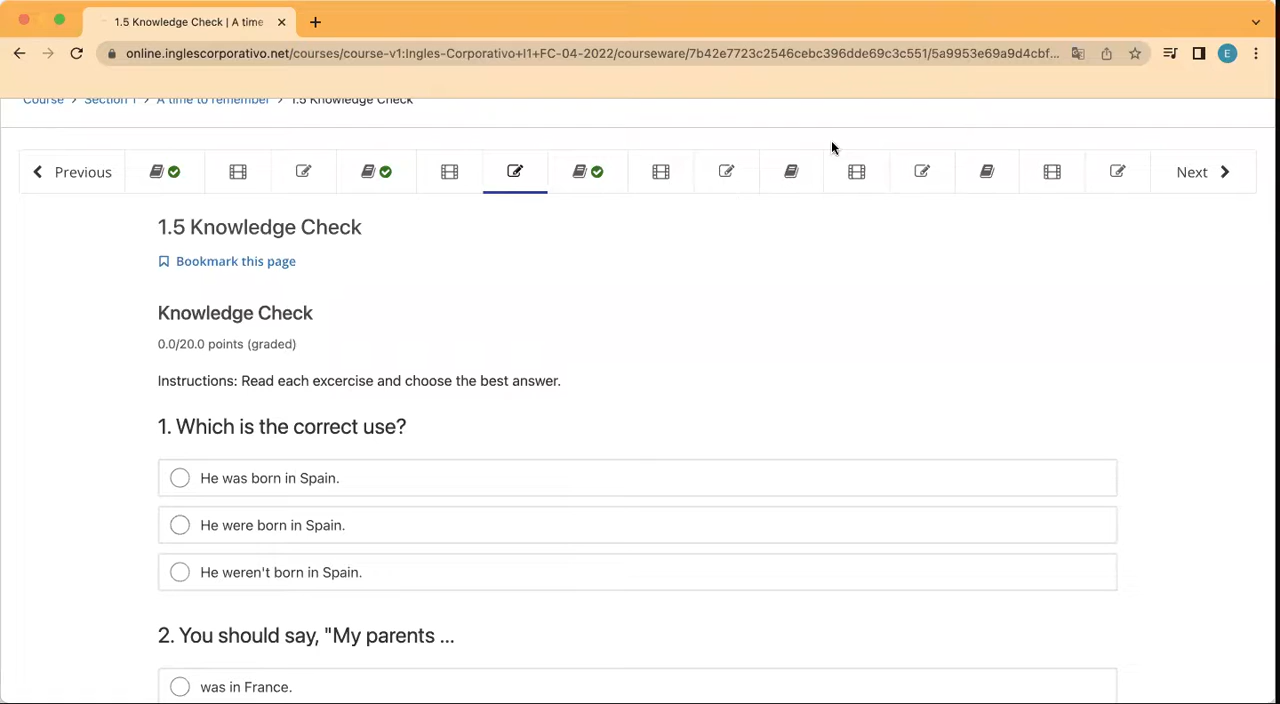 1.5 Knowledge Check | A time
online.inglescorporativo.net/courses/course-v1:Ingles-Corporativo+I1+FC-04-2022/courseware/7b42e7723c2546cebc396dde69c3c551/5a9953e69a9d4cbf...
E
Course > Section 1 > A time to remember > 1.5 Knowledge Check
Previous
Next
1.5 Knowledge Check
Bookmark this page
Knowledge Check
0.0/20.0 points (graded)
Instructions: Read each excercise and choose the best answer.
1. Which is the correct use?
He was born in Spain.
He were born in Spain.
He weren't born in Spain.
2. You should say, "My parents ...
was in France.